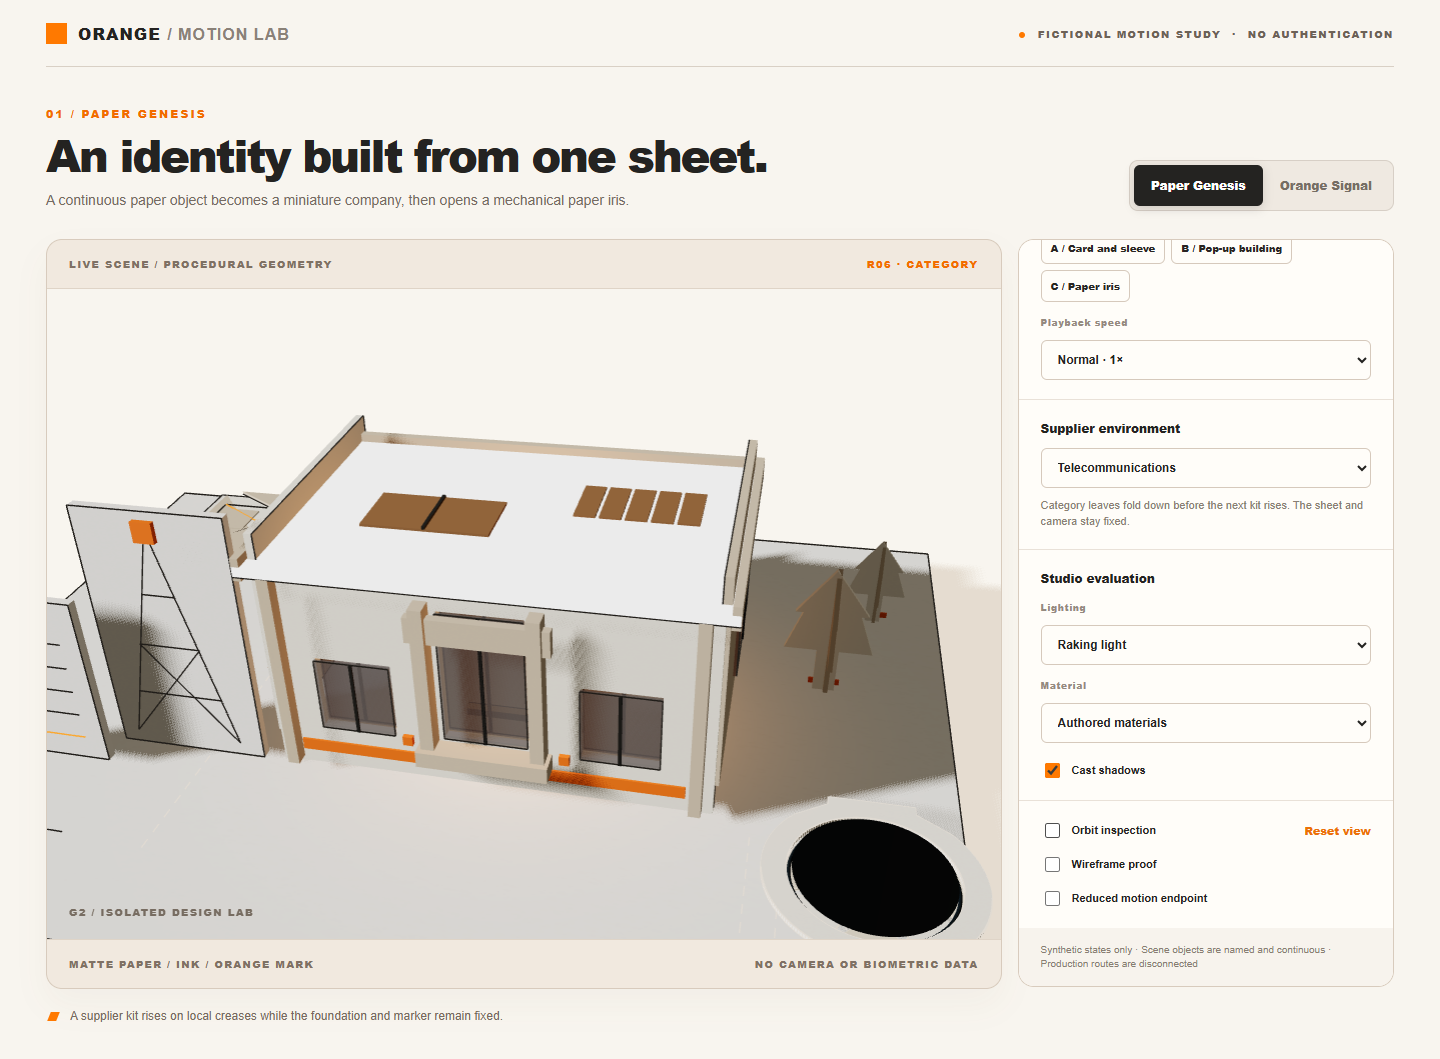 ORANGE / MOTION LAB
FICTIONAL MOTION STUDY · NO AUTHENTICATION
01 / PAPER GENESIS
An identity built from one sheet.
A continuous paper object becomes a miniature company, then opens a mechanical paper iris.
Paper Genesis
Orange Signal
LIVE SCENE / PROCEDURAL GEOMETRY
R06 · CATEGORY
G2 / ISOLATED DESIGN LAB
MATTE PAPER / INK / ORANGE MARK
NO CAMERA OR BIOMETRIC DATA
A supplier kit rises on local creases while the foundation and marker remain fixed.
A / Card and sleeve
B / Pop-up building
C / Paper iris
Playback speed
Normal · 1×
Supplier environment
Telecommunications
Category leaves fold down before the next kit rises. The sheet and
camera stay fixed.
Studio evaluation
Lighting
Raking light
Material
Authored materials
Cast shadows
Orbit inspection
Reset view
Wireframe proof
Reduced motion endpoint
Synthetic states only · Scene objects are named and continuous ·
Production routes are disconnected